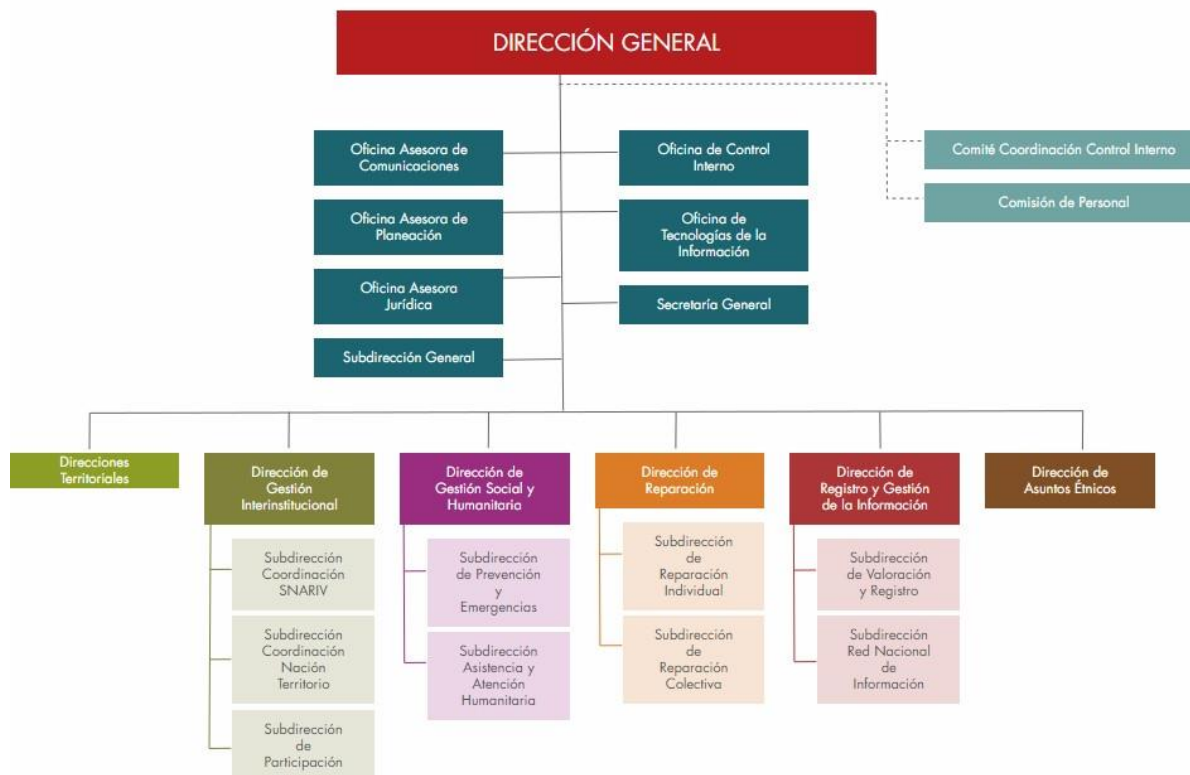 DIRECCIÓN GENERAL
Oficina Asesora de
Comunicaciones
Oficina de Control
Interno
Comité Coordinación Control Interno
Oficina Asesora de
Planeación
Oficina de
Tecnologías de la
Información
Comisión de Personal
Oficina Asesora
Jurídica
Secretaría General
Subdirección General
Direcciones
Territoriales
Dirección de
Gestión
Interinstitucional
Dirección de
Gestión Social y
Humanitaria
Dirección de
Reparación
Dirección de
Registro y Gestión
de la Información
Dirección de
Asuntos Étnicos
Subdirección
Coordinación
SNARIV
Subdirección
de Prevención
y
Emergencias
Subdirección
de
Reparación
Individual
Subdirección
de Valoración
y Registro
Subdirección
Coordinación
Nación
Territorio
Subdirección
Asistencia y
Atención
Humanitaria
Subdirección
de
Reparación
Colectiva
Subdirección
Red Nacional
de
Información
Subdirección
de
Participación